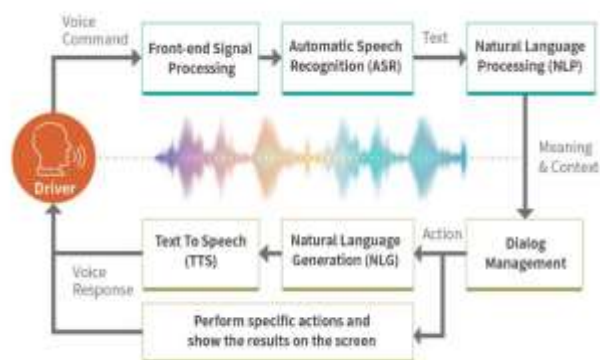 Voice
Command
Front-end Signal
Processing
Automatic Speech
Recognition (ASR)
Text
Natural Language
Processing (NLP)
Driver
Meaning
& Context
Text To Speech
(TTS)
Natural Language
Generation (NLG)
Action
Dialog
Management
Voice
Response
Perform specific actions and
show the results on the screen